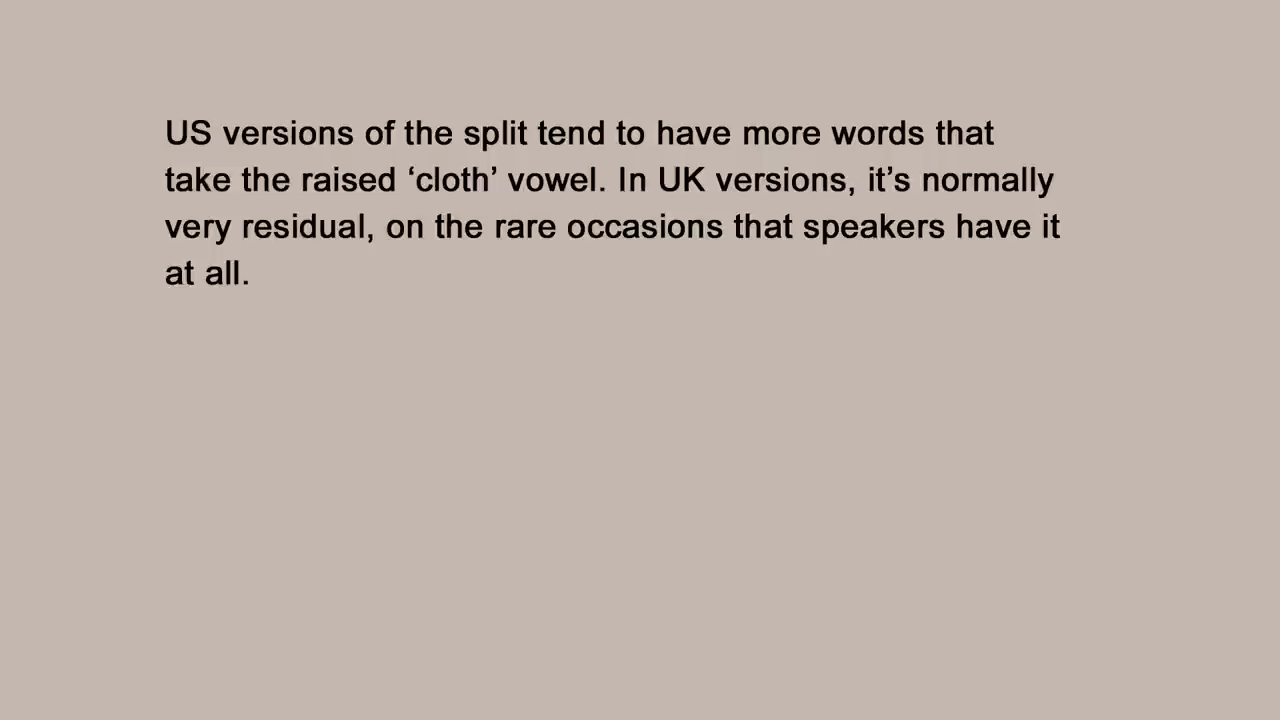 US versions of the split tend to have more words that
take the raised ‘cloth’ vowel. In UK versions, it’s normally
very residual, on the rare occasions that speakers have it
at all.